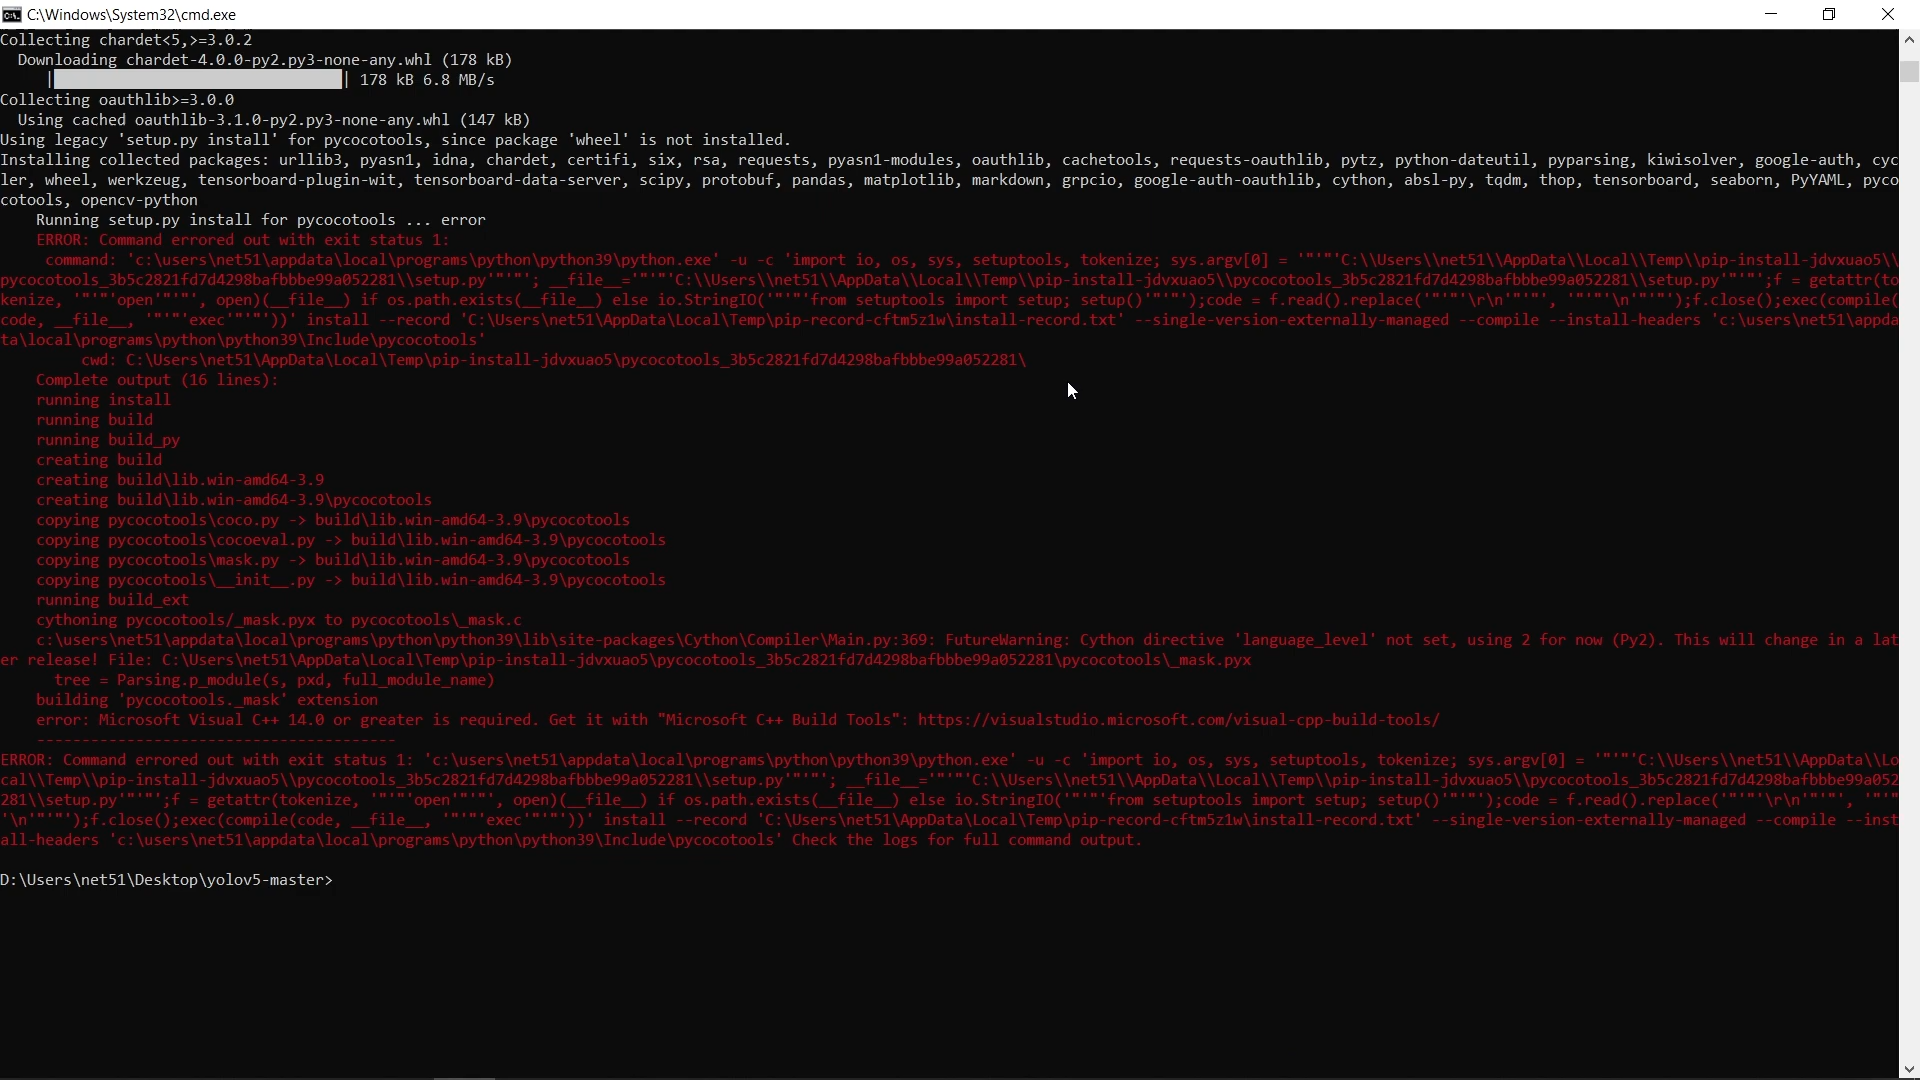 C:\Windows\System32\cmd.exe
Collecting chardet<5,>=3.0.2
  Downloading chardet-4.0.0-py2.py3-none-any.whl (178 kB)
     |                                | 178 kB 6.8 MB/s
Collecting oauthlib>=3.0.0
  Using cached oauthlib-3.1.0-py2.py3-none-any.whl (147 kB)
Using legacy 'setup.py install' for pycocotools, since package 'wheel' is not installed.
Installing collected packages: urllib3, pyasn1, idna, chardet, certifi, six, rsa, requests, pyasn1-modules, oauthlib, cachetools, requests-oauthlib, pytz, python-dateutil, pyparsing, kiwisolver, google-auth, cyc
ler, wheel, werkzeug, tensorboard-plugin-wit, tensorboard-data-server, scipy, protobuf, pandas, matplotlib, markdown, grpcio, google-auth-oauthlib, cython, absl-py, tqdm, thop, tensorboard, seaborn, PyYAML, pyco
cotools, opencv-python
    Running setup.py install for pycocotools ... error
    ERROR: Command errored out with exit status 1:
     command: 'c:\users\net51\appdata\local\programs\python\python39\python.exe' -u -c 'import io, os, sys, setuptools, tokenize; sys.argv[0] = '"'"'C:\\Users\\net51\\AppData\\Local\\Temp\\pip-install-jdvxuao5\\
pycocotools_3b5c2821fd7d4298bafbbbe99a052281\\setup.py'"'"'; __file__='"'"'C:\\Users\\net51\\AppData\\Local\\Temp\\pip-install-jdvxuao5\\pycocotools_3b5c2821fd7d4298bafbbbe99a052281\\setup.py'"'"';f = getattr(to
kenize, '"'"'open'"'"', open)(__file__) if os.path.exists(__file__) else io.StringIO('"'"'from setuptools import setup; setup()'"'"');code = f.read().replace('"'"'\r\n'"'"', '"'"'\n'"'"');f.close();exec(compile(
code, __file__, '"'"'exec'"'"'))' install --record 'C:\Users\net51\AppData\Local\Temp\pip-record-cftm5z1w\install-record.txt' --single-version-externally-managed --compile --install-headers 'c:\users\net51\appda
ta\local\programs\python\python39\Include\pycocotools'
         cwd: C:\Users\net51\AppData\Local\Temp\pip-install-jdvxuao5\pycocotools_3b5c2821fd7d4298bafbbbe99a052281\
    Complete output (16 lines):
    running install
    running build
    running build_py
    creating build
    creating build\lib.win-amd64-3.9
    creating build\lib.win-amd64-3.9\pycocotools
    copying pycocotools\coco.py -> build\lib.win-amd64-3.9\pycocotools
    copying pycocotools\cocoeval.py -> build\lib.win-amd64-3.9\pycocotools
    copying pycocotools\mask.py -> build\lib.win-amd64-3.9\pycocotools
    copying pycocotools\__init__.py -> build\lib.win-amd64-3.9\pycocotools
    running build_ext
    cythoning pycocotools/_mask.pyx to pycocotools\_mask.c
    c:\users\net51\appdata\local\programs\python\python39\lib\site-packages\Cython\Compiler\Main.py:369: FutureWarning: Cython directive 'language_level' not set, using 2 for now (Py2). This will change in a lat
er release! File: C:\Users\net51\AppData\Local\Temp\pip-install-jdvxuao5\pycocotools_3b5c2821fd7d4298bafbbbe99a052281\pycocotools\_mask.pyx
      tree = Parsing.p_module(s, pxd, full_module_name)
    building 'pycocotools._mask' extension
    error: Microsoft Visual C++ 14.0 or greater is required. Get it with "Microsoft C++ Build Tools": https://visualstudio.microsoft.com/visual-cpp-build-tools/
    ----------------------------------------
ERROR: Command errored out with exit status 1: 'c:\users\net51\appdata\local\programs\python\python39\python.exe' -u -c 'import io, os, sys, setuptools, tokenize; sys.argv[0] = '"'"'C:\\Users\\net51\\AppData\\Lo
cal\\Temp\\pip-install-jdvxuao5\\pycocotools_3b5c2821fd7d4298bafbbbe99a052281\\setup.py'"'"'; __file__='"'"'C:\\Users\\net51\\AppData\\Local\\Temp\\pip-install-jdvxuao5\\pycocotools_3b5c2821fd7d4298bafbbbe99a052
281\\setup.py'"'"';f = getattr(tokenize, '"'"'open'"'"', open)(__file__) if os.path.exists(__file__) else io.StringIO('"'"'from setuptools import setup; setup()'"'"');code = f.read().replace('"'"'\r\n'"'"', '"'"
'\n'"'"');f.close();exec(compile(code, __file__, '"'"'exec'"'"'))' install --record 'C:\Users\net51\AppData\Local\Temp\pip-record-cftm5z1w\install-record.txt' --single-version-externally-managed --compile --inst
all-headers 'c:\users\net51\appdata\local\programs\python\python39\Include\pycocotools' Check the logs for full command output.
D:\Users\net51\Desktop\yolov5-master>